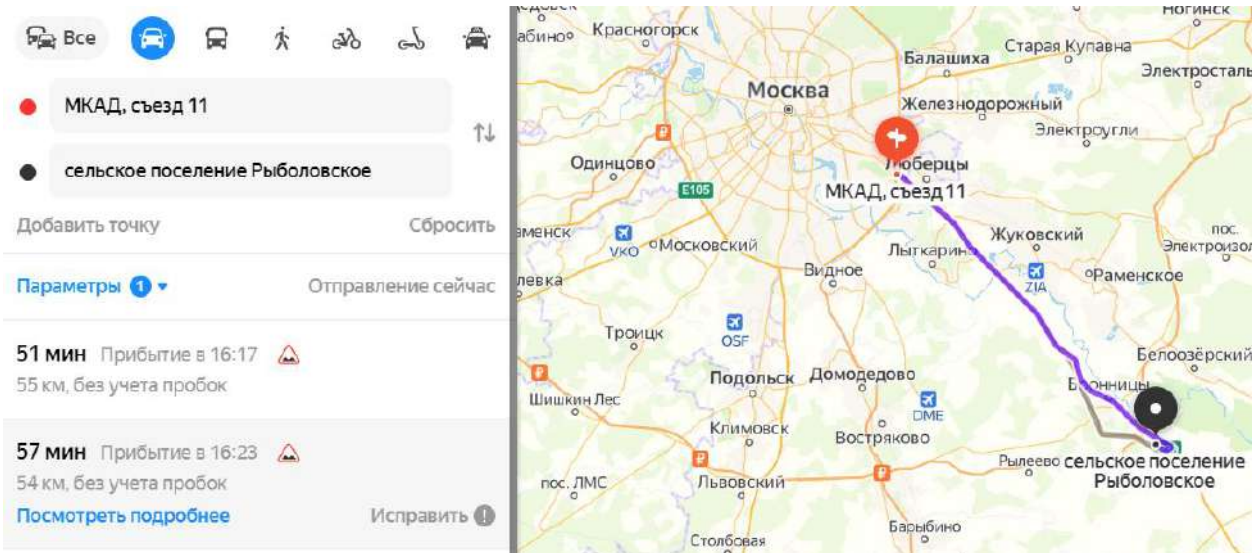 Все
МКАД, съезд 11
сельское поселение Рыболовское
Добавить точку
Сбросить
Параметры 1
Отправление сейчас
51 мин Прибытие в 16:17
55 км, без учета пробок
57 мин Прибытие в 16:23
54 км, без учета пробок
Посмотреть подробнее
Исправить
Красногорск
Балашиха
Старая Купавна
Москва
Железнодорожный
Электроугли
Одинцово
Люберцы
E105
МКАД, съезд 11
VKO
Московский
Лыткарино
Жуковский
пос.
Видное
ZIA
Раменское
Троицк
OSF
Белоозёрский
Подольск
Домодедово
Бронницы
Шишкин Лес
DME
Климовск
Востряково
Рылеево
сельское поселение
Рыболовское
пос. ЛМС
Львовский
Барыбино
Столбовая